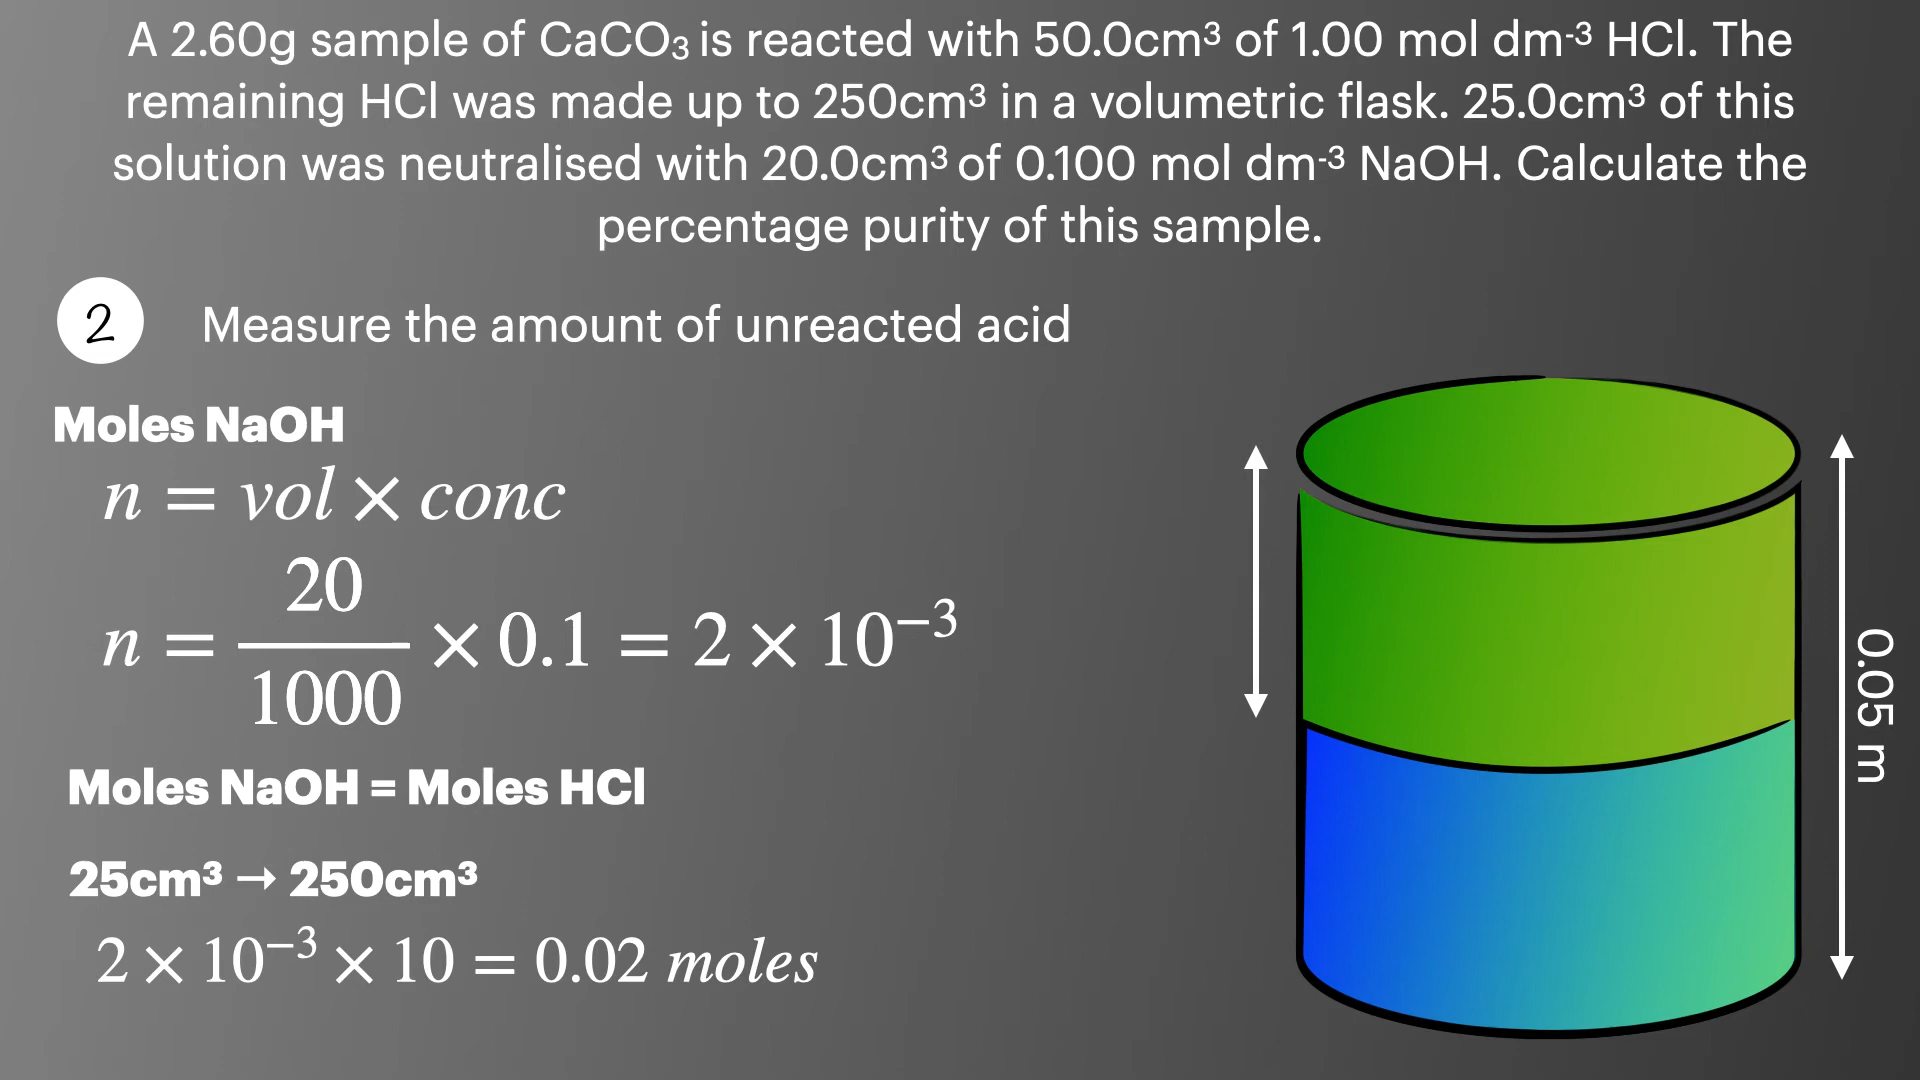 A 2.60g sample of CaCO₃ is reacted with 50.0cm³ of 1.00 mol dm⁻³ HCl. The
remaining HCl was made up to 250cm³ in a volumetric flask. 25.0cm³ of this
solution was neutralised with 20.0cm³ of 0.100 mol dm⁻³ NaOH. Calculate the
percentage purity of this sample.
2 Measure the amount of unreacted acid
Moles NaOH
n = vol × conc
n = 20/1000 × 0.1 = 2 × 10⁻³
Moles NaOH = Moles HCl
25cm³ → 250cm³
2 × 10⁻³ × 10 = 0.02 moles
0.05 m